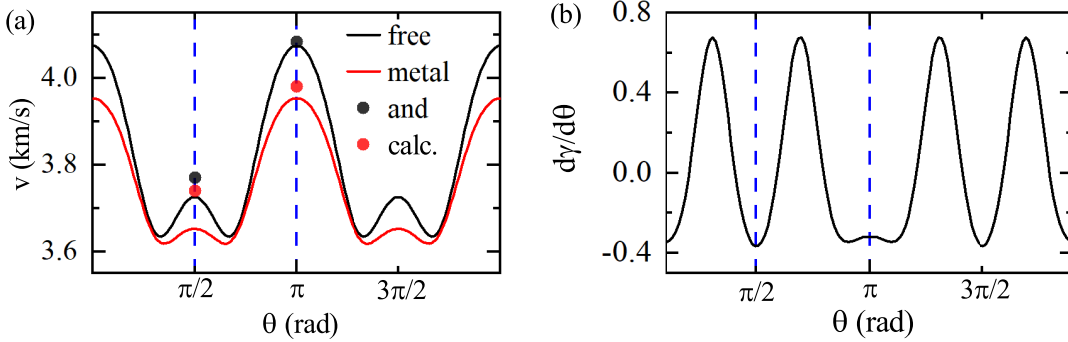 (a)
v (km/s)
4.0
3.8
3.6
π/2
π
3π/2
θ (rad)
free
metal
and
calc.
(b)
dγ/dθ
0.8
0.4
0.0
-0.4
π/2
π
3π/2
θ (rad)